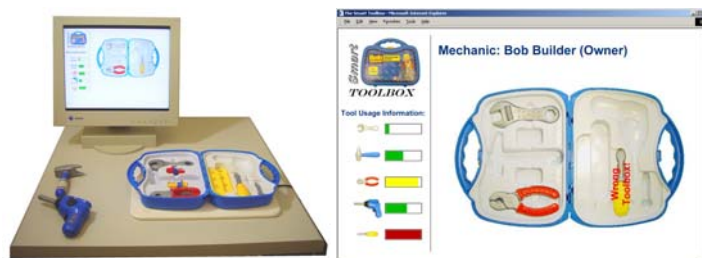 The Smart Toolbox - Microsoft Internet Explorer
File Edit View Favorites Tools Help
Smart
TOOLBOX
Mechanic: Bob Builder (Owner)
Tool Usage Information:
Wrong
Toolbox!